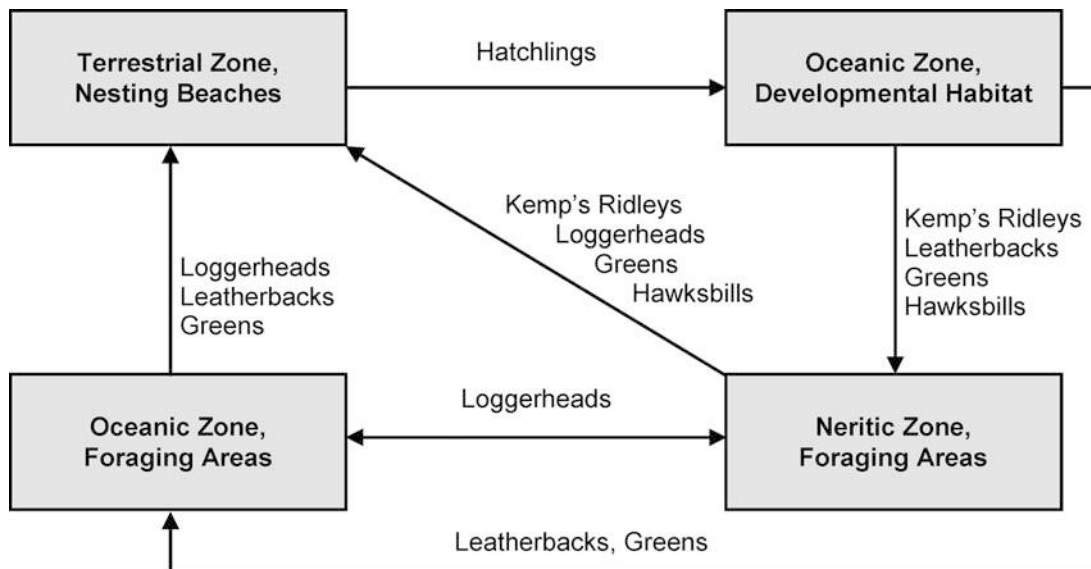 Terrestrial Zone,
Nesting Beaches
Hatchlings
Oceanic Zone,
Developmental Habitat
Kemp's Ridleys
Loggerheads
Greens
Hawksbills
Kemp's Ridleys
Leatherbacks
Greens
Hawksbills
Loggerheads
Leatherbacks
Greens
Oceanic Zone,
Foraging Areas
Loggerheads
Neritic Zone,
Foraging Areas
Leatherbacks, Greens